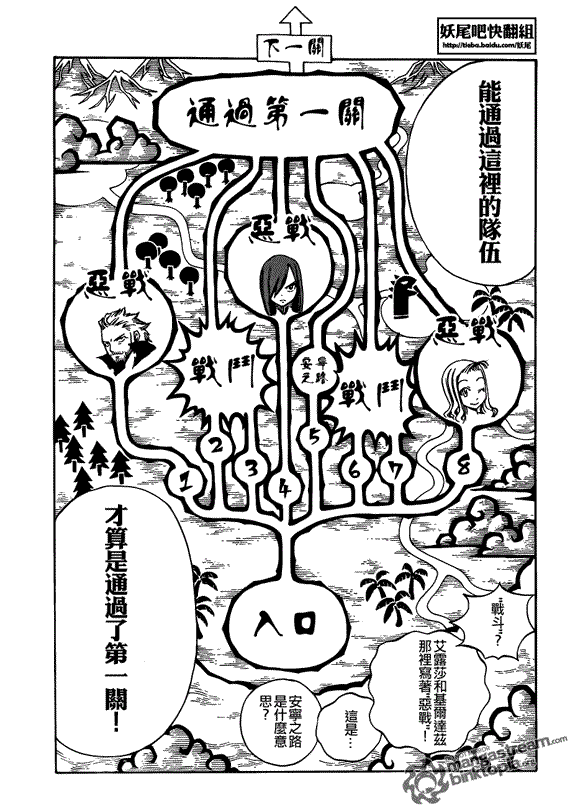 妖尾吧快翻組
http://tieba.baidu.com/妖尾
下一關
通過第一關
能通過這裡的隊伍
惡戰
惡戰
惡戰
戰鬥
安寧之路
戰鬥
1
2
3
4
5
6
7
8
入口
才算是通過了第一關！
"戰斗"？
艾露莎和基爾達茲
那裡寫著"惡戰"！
這是…
安寧之路
是什麼意
思？
mangastream.com
binktopia